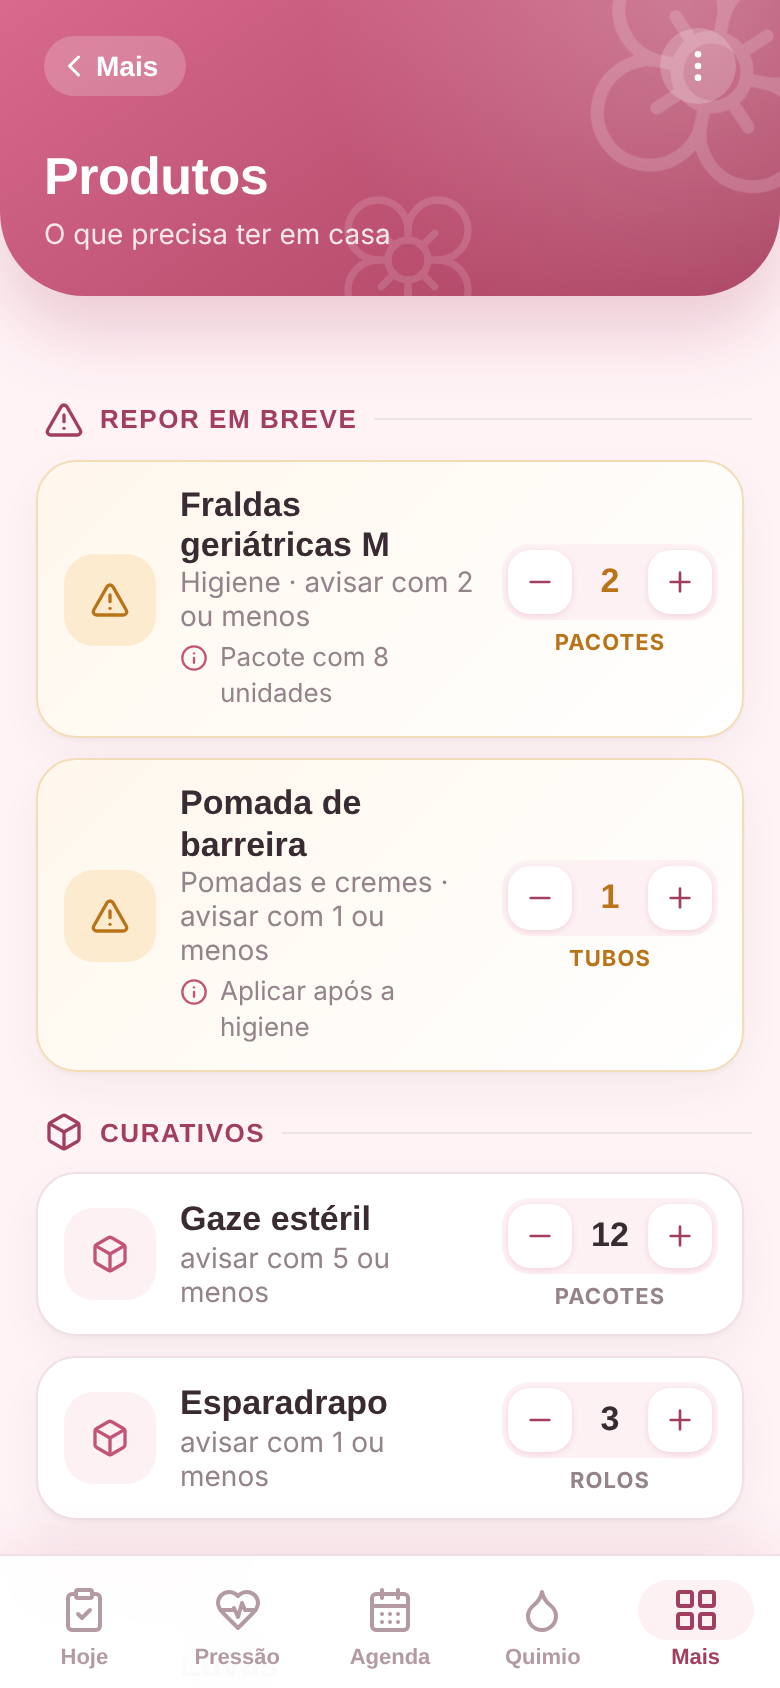 Mais
Produtos
O que precisa ter em casa
REPOR EM BREVE
Fraldas
geriátricas M
Higiene · avisar com 2
ou menos
Pacote com 8
unidades
2
PACOTES
Pomada de
barreira
Pomadas e cremes ·
avisar com 1 ou
menos
Aplicar após a
higiene
1
TUBOS
CURATIVOS
Gaze estéril
avisar com 5 ou
menos
12
PACOTES
Esparadrapo
avisar com 1 ou
menos
3
ROLOS
Hoje
Pressão
Agenda
Quimio
Mais